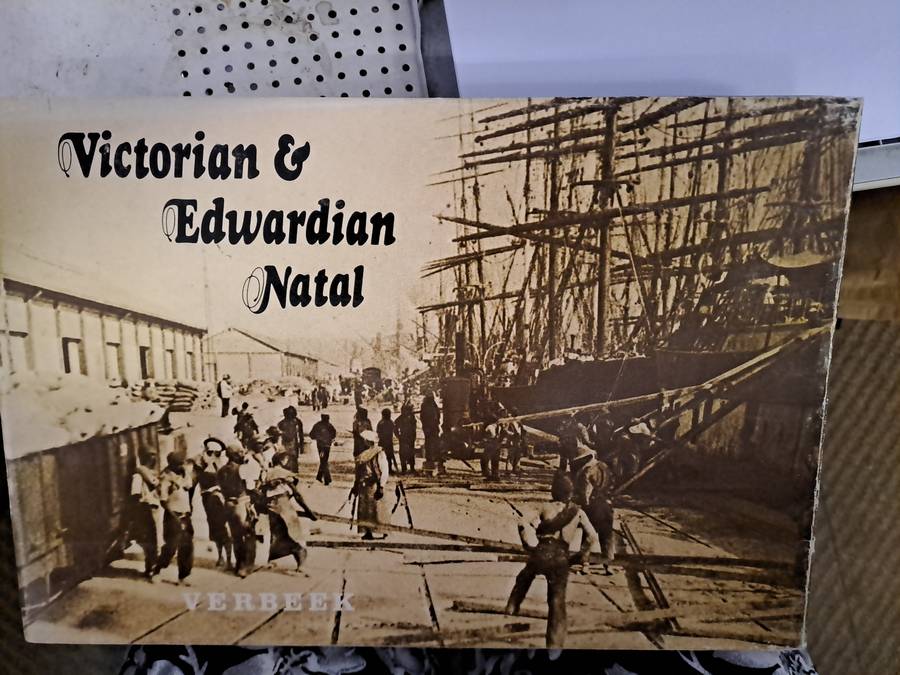 Victorian &
Edwardian
Natal
VERBEEK